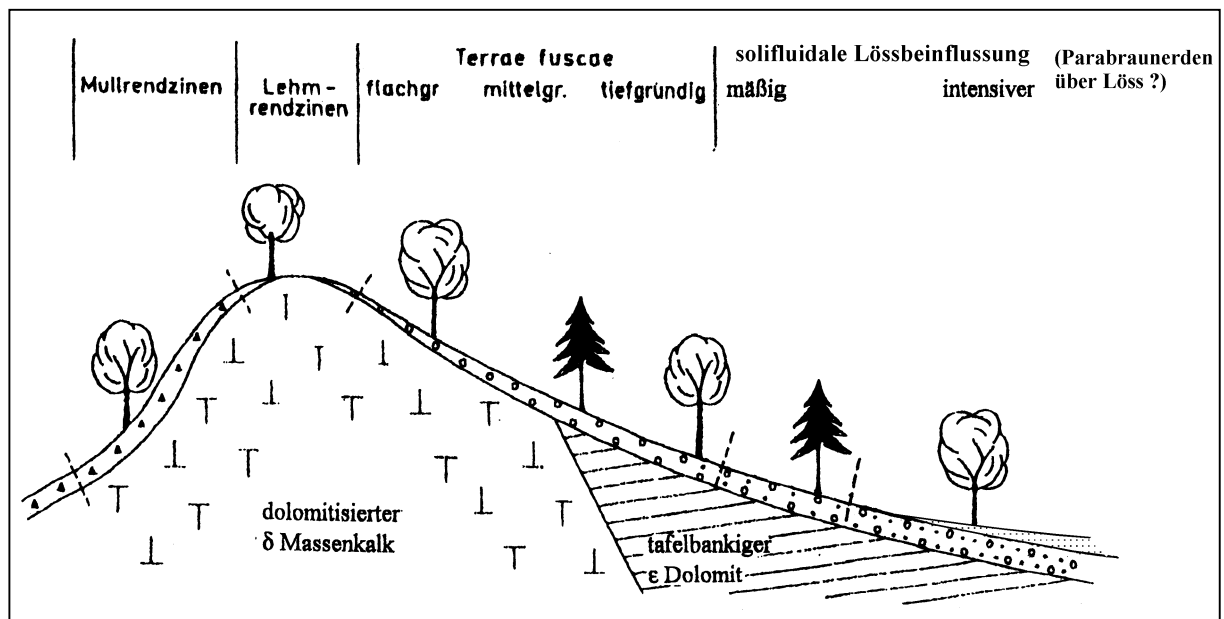 Mullrendzinen
Lehm-
rendzinen
Terrae fuscae
flachgr mittelgr. tiefgründig
solifluidale Lössbeinflussung
mäßig intensiver
(Parabraunerden
über Löss ?)
dolomitisierter
δ Massenkalk
tafelbankiger
ε Dolomit